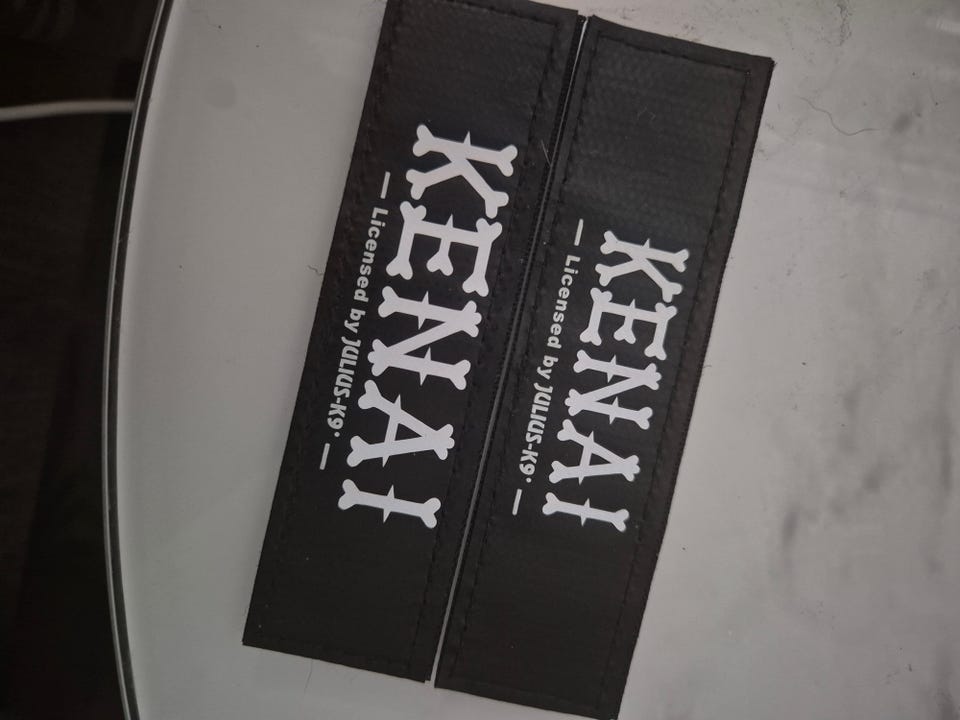 KENAI
— Licensed by JULIUS-K9® —
KENAI
— Licensed by JULIUS-K9® —